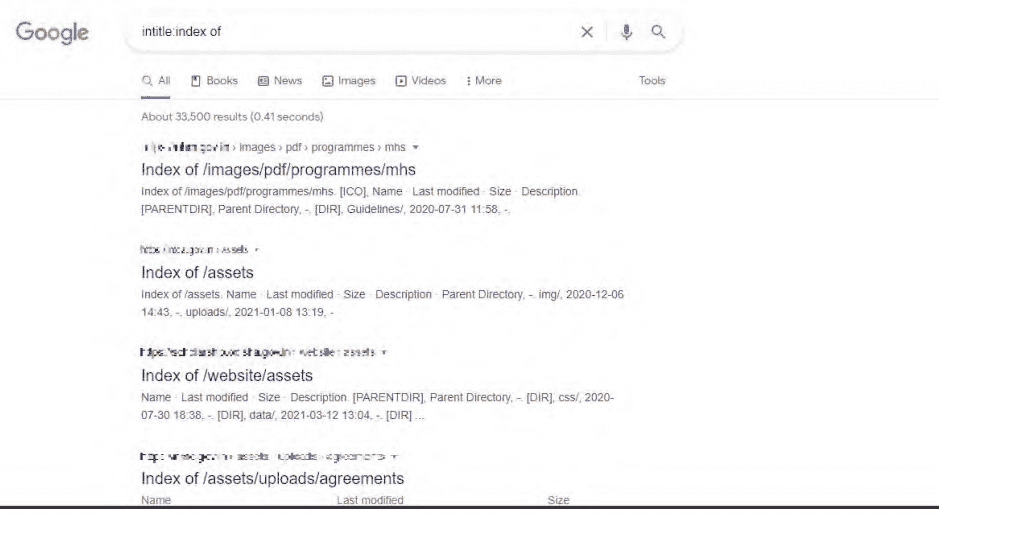 Google
intitle:index of
All Books News Images Videos More Tools
About 33,500 results (0.41 seconds)
› images › pdf › programmes › mhs
Index of /images/pdf/programmes/mhs
Index of /images/pdf/programmes/mhs. [ICO], Name · Last modified · Size · Description.
[PARENTDIR], Parent Directory, -. [DIR], Guidelines/, 2020-07-31 11:58, -.
Index of /assets
Index of /assets. Name · Last modified · Size · Description · Parent Directory, -. img/, 2020-12-06
14:43, -. uploads/, 2021-01-08 13:19, -
Index of /website/assets
Name · Last modified · Size · Description. [PARENTDIR], Parent Directory, -. [DIR], css/, 2020-
07-30 18:38, -. [DIR], data/, 2021-03-12 13:04, -. [DIR] ...
Index of /assets/uploads/agreements
Name Last modified Size